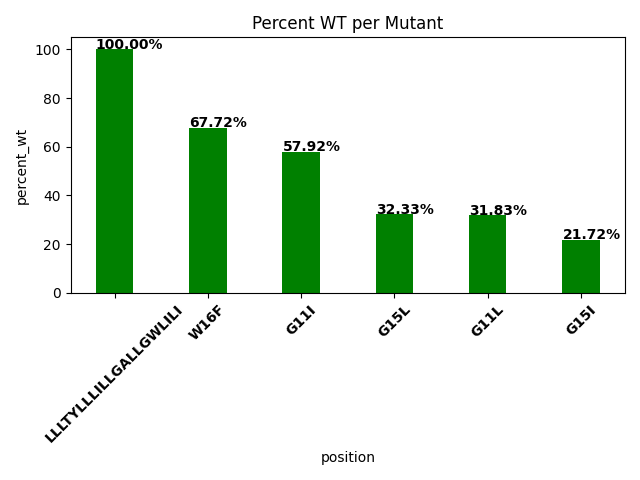 Percent WT per Mutant
percent_wt
100
80
60
40
20
0
100.00%
67.72%
57.92%
32.33%
31.83%
21.72%
LLLTYLLLILLGALLGWLILI
W16F
G11I
G15L
G11L
G15I
position